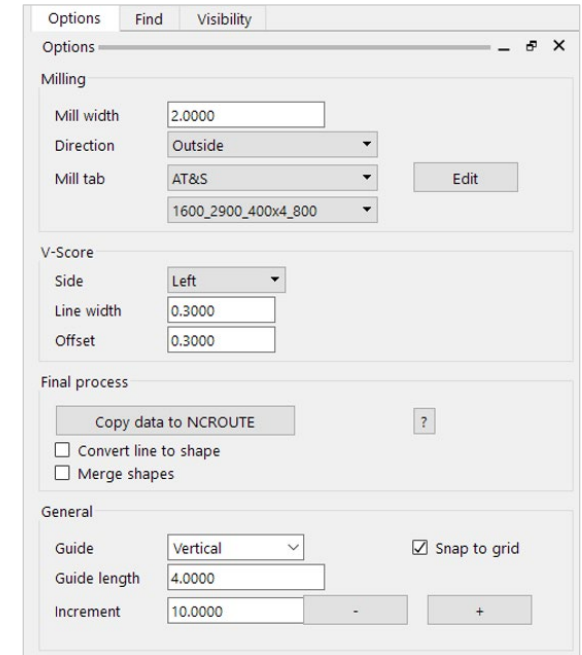 Options Find Visibility
Options
Milling
Mill width 2.0000
Direction Outside
Mill tab AT&S Edit
1600_2900_400x4_800
V-Score
Side Left
Line width 0.3000
Offset 0.3000
Final process
Copy data to NCROUTE ?
Convert line to shape
Merge shapes
General
Guide Vertical Snap to grid
Guide length 4.0000
Increment 10.0000 - +